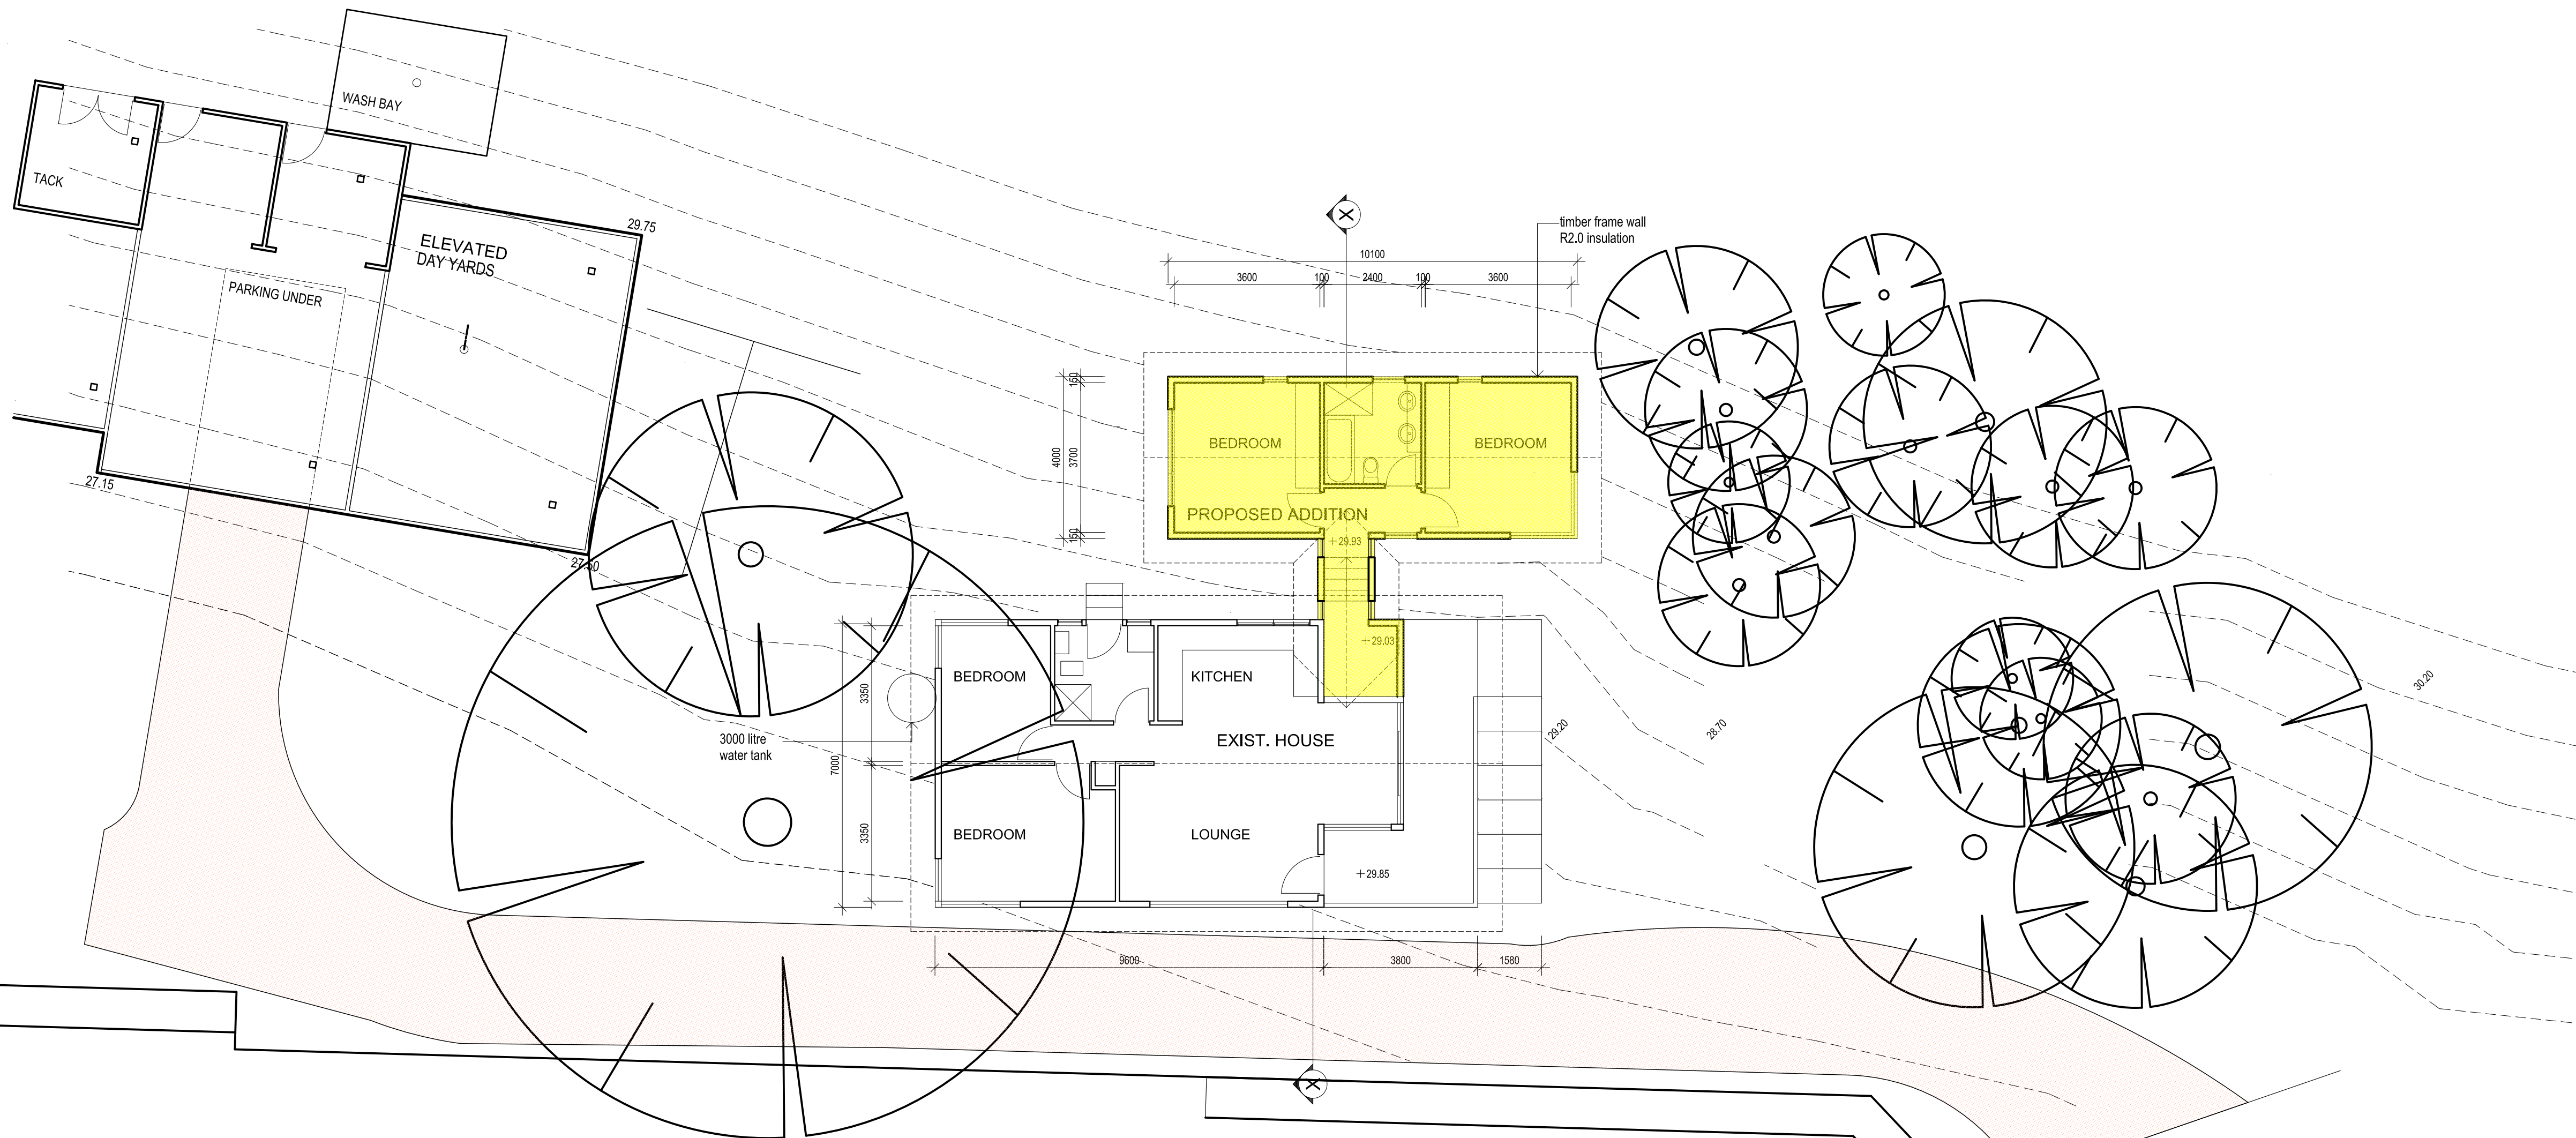 WASH BAY
TACK
29.75
ELEVATED
DAY YARDS
PARKING UNDER
27.15
27.50
X
timber frame wall
R2.0 insulation
10100
3600
100
2400
100
3600
150
4000
3700
150
BEDROOM
BEDROOM
PROPOSED ADDITION
+29.93
+29.03
BEDROOM
KITCHEN
3350
3000 litre
water tank
EXIST. HOUSE
7000
3350
BEDROOM
LOUNGE
+29.85
29.20
28.70
30.20
9600
3800
1580
X